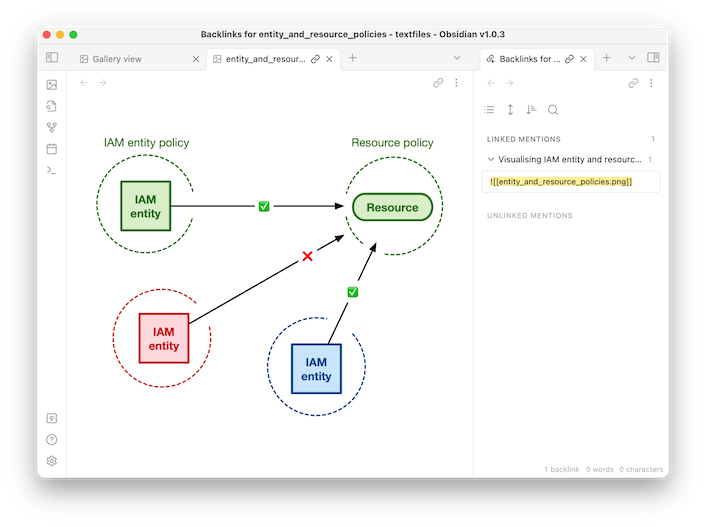 Backlinks for entity_and_resource_policies - textfiles - Obsidian v1.0.3
Gallery view
entity_and_resour...
Backlinks for ...
IAM entity policy
Resource policy
IAM
entity
Resource
IAM
entity
IAM
entity
LINKED MENTIONS 1
Visualising IAM entity and resourc... 1
![[entity_and_resource_policies.png]]
UNLINKED MENTIONS
1 backlink 0 words 0 characters